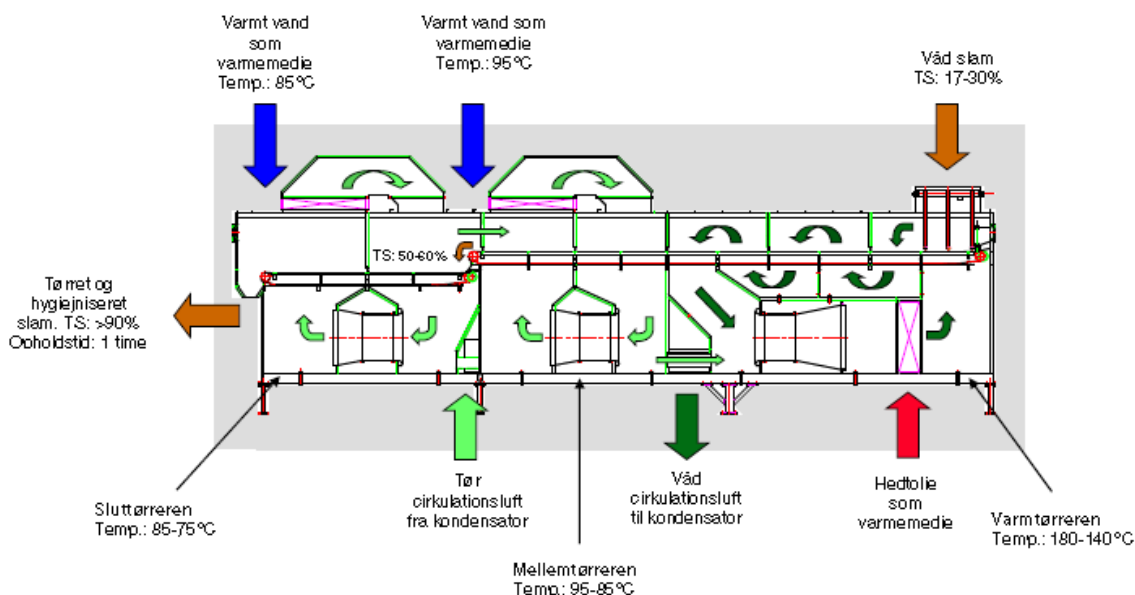 Varmt vand
som
varmemedie
Temp.: 85°C
Varmt vand som
varmemedie
Temp.: 95°C
Våd slam
TS: 17-30%
TS: 50-60%
Tørret og
hygiejniseret
slam. TS: >90%
Opholdstid: 1 time
Sluttørreren
Temp.: 85-75°C
Tør
cirkulationsluft
fra kondensator
Mellemtørreren
Temp.: 95-85°C
Våd
cirkulationsluft
til kondensator
Hedtolie
som
varmemedie
Varmtørreren
Temp.: 180-140°C